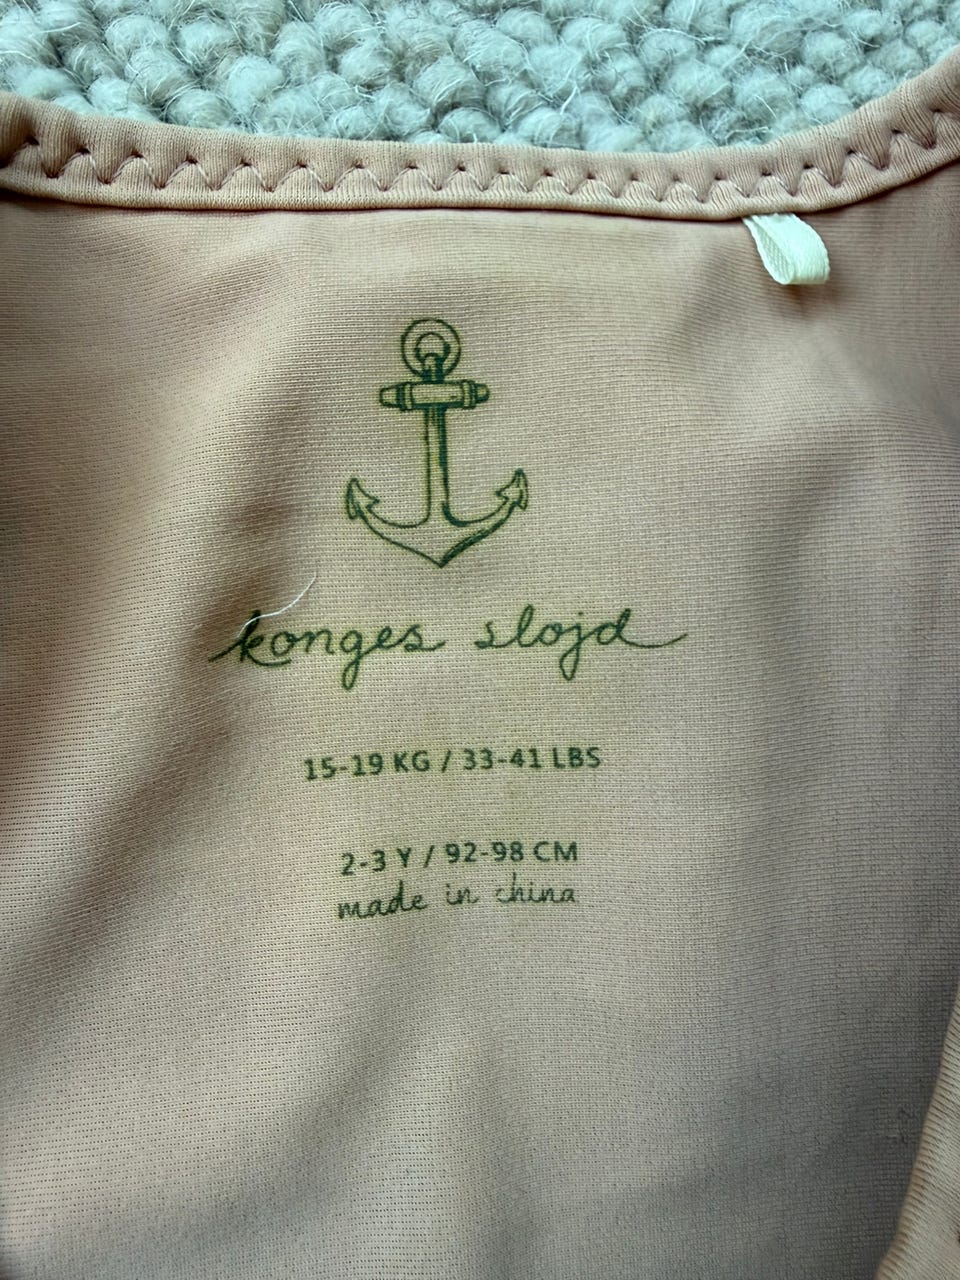 konges slojd
15-19 KG / 33-41 LBS
2-3 Y / 92-98 CM
made in china